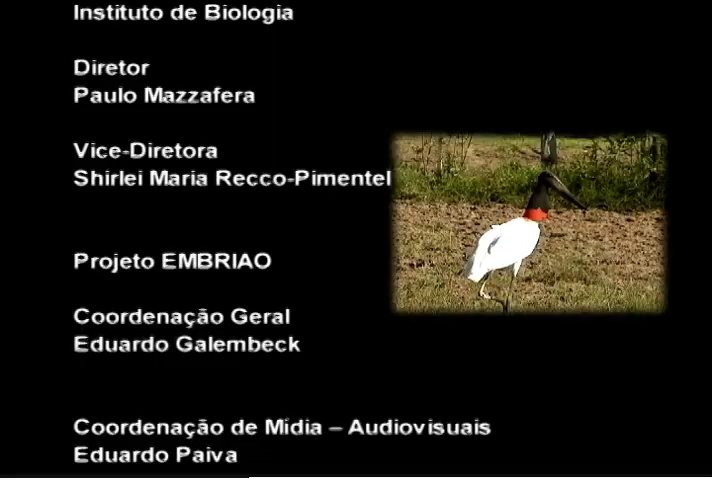 Instituto de Biologia
Diretor
Paulo Mazzafera
Vice-Diretora
Shirlei Maria Recco-Pimentel
Projeto EMBRIAO
Coordenação Geral
Eduardo Galembeck
Coordenação de Mídia – Audiovisuais
Eduardo Paiva